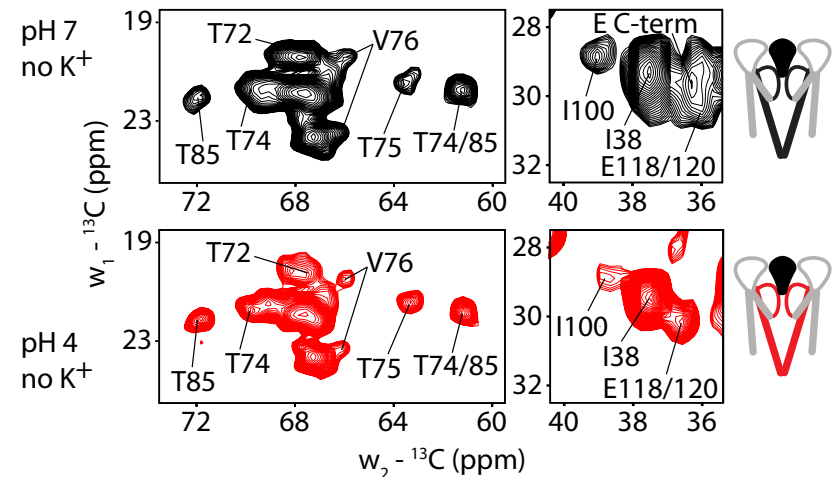 pH 7
no K+
19
23
T72
V76
T85
T74
T75
T74/85
72
68
64
60
28
30
32
E C-term
I100
I38
E118/120
40
38
36
w1 - 13C (ppm)
pH 4
no K+
19
23
T72
V76
T85
T74
T75
T74/85
72
68
64
60
28
30
32
I100
I38
E118/120
40
38
36
w2 - 13C (ppm)